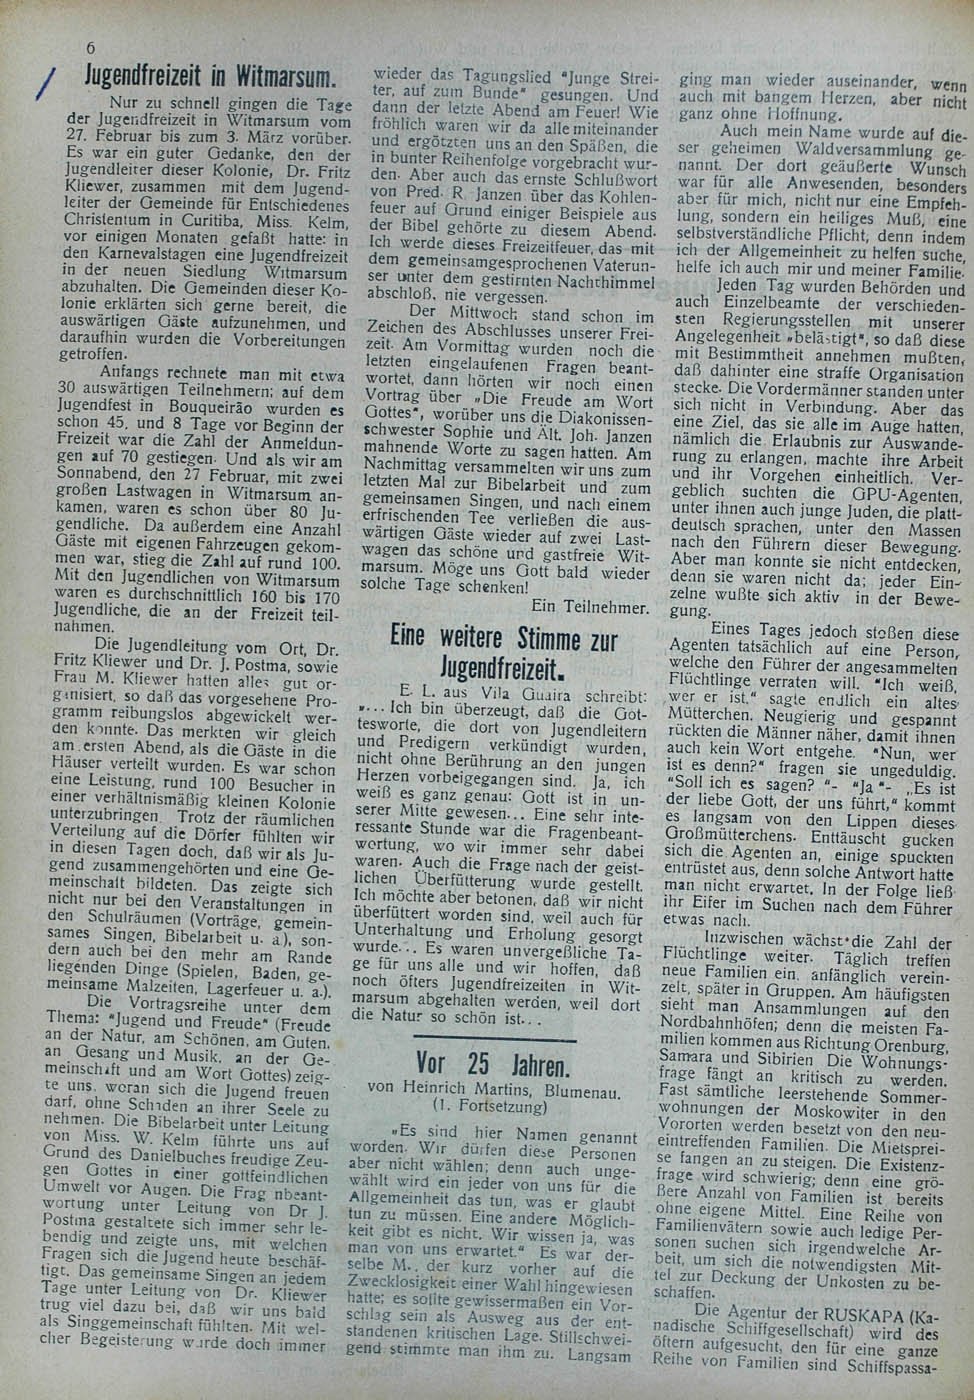 6
Jugendfreizeit in Witmarsum.
Nur zu schnell gingen die Tage
der Jugendfreizeit in Witmarsum vom
27. Februar bis zum 3. März vorüber.
Es war ein guter Gedanke, den der
Jugendleiter dieser Kolonie, Dr. Fritz
Kliewer, zusammen mit dem Jugend-
leiter der Gemeinde für Entschiedenes
Christentum in Curitiba, Miss. Kelm,
vor einigen Monaten gefaßt hatte: in
den Karnevalstagen eine Jugendfreizeit
in der neuen Siedlung Witmarsum
abzuhalten. Die Gemeinden dieser Ko-
lonie erklärten sich gerne bereit, die
auswärtigen Gäste aufzunehmen, und
daraufhin wurden die Vorbereitungen
getroffen.
Anfangs rechnete man mit etwa
30 auswärtigen Teilnehmern; auf dem
Jugendfest in Bouqueirão wurden es
schon 45, und 8 Tage vor Beginn der
Freizeit war die Zahl der Anmeldun-
gen auf 70 gestiegen. Und als wir am
Sonnabend, den 27 Februar, mit zwei
großen Lastwagen in Witmarsum an-
kamen, waren es schon über 80 Ju-
gendliche. Da außerdem eine Anzahl
Gäste mit eigenen Fahrzeugen gekom-
men war, stieg die Zahl auf rund 100.
Mit den Jugendlichen von Witmarsum
waren es durchschnittlich 160 bis 170
Jugendliche, die an der Freizeit teil-
nahmen.
Die Jugendleitung vom Ort, Dr.
Fritz Kliewer und Dr. J. Postma, sowie
Frau M. Kliewer hatten alles gut or-
ganisiert, so daß das vorgesehene Pro-
gramm reibungslos abgewickelt wer-
den konnte. Das merkten wir gleich
am ersten Abend, als die Gäste in die
Häuser verteilt wurden. Es war schon
eine Leistung, rund 100 Besucher in
einer verhältnismäßig kleinen Kolonie
unterzubringen. Trotz der räumlichen
Verteilung auf die Dörfer fühlten wir
in diesen Tagen doch, daß wir als Ju-
gend zusammengehörten und eine Ge-
meinschaft bildeten. Das zeigte sich
nicht nur bei den Veranstaltungen in
den Schulräumen (Vorträge, gemein-
sames Singen, Bibelarbeit u. a), son-
dern auch bei den mehr am Rande
liegenden Dinge (Spielen, Baden, ge-
meinsame Malzeiten, Lagerfeuer u. a.).
Die Vortragsreihe unter dem
Thema: "Jugend und Freude" (Freude
an der Natur, am Schönen, am Guten,
an Gesang und Musik, an der Ge-
meinschaft und am Wort Gottes) zeig-
te uns, woran sich die Jugend freuen
darf, ohne Schaden an ihrer Seele zu
nehmen. Die Bibelarbeit unter Leitung
von Miss. W. Kelm führte uns auf
Grund des Danielbuches freudige Zeu-
gen Gottes in einer gottfeindlichen
Umwelt vor Augen. Die Frag nbeant-
wortung unter Leitung von Dr J.
Postma gestaltete sich immer sehr le-
bendig und zeigte uns, mit welchen
Fragen sich die Jugend heute beschäf-
tigt. Das gemeinsame Singen an jedem
Tage unter Leitung von Dr. Kliewer
trug viel dazu bei, daß wir uns bald
als Singgemeinschaft fühlten. Mit wel-
cher Begeisterung wurde doch immer
wieder das Tagungslied "Junge Strei-
ter, auf zum Bunde" gesungen. Und
dann der letzte Abend am Feuer! Wie
fröhlich waren wir da alle miteinander
und ergötzten uns an den Späßen, die
in bunter Reihenfolge vorgebracht wur-
den. Aber auch das ernste Schlußwort
von Pred. R. Janzen über das Kohlen-
feuer auf Grund einiger Beispiele aus
der Bibel gehörte zu diesem Abend.
Ich werde dieses Freizeitfeuer, das mit
dem gemeinsamgesprochenen Vaterun-
ser unter dem gestirnten Nachthimmel
abschloß, nie vergessen.
Der Mittwoch stand schon im
Zeichen des Abschlusses unserer Frei-
zeit. Am Vormittag wurden noch die
letzten eingelaufenen Fragen beant-
wortet, dann hörten wir noch einen
Vortrag über „Die Freude am Wort
Gottes", worüber uns die Diakonissen-
schwester Sophie und Ält. Joh. Janzen
mahnende Worte zu sagen hatten. Am
Nachmittag versammelten wir uns zum
letzten Mal zur Bibelarbeit und zum
gemeinsamen Singen, und nach einem
erfrischenden Tee verließen die aus-
wärtigen Gäste wieder auf zwei Last-
wagen das schöne und gastfreie Wit-
marsum. Möge uns Gott bald wieder
solche Tage schenken!
Ein Teilnehmer.
Eine weitere Stimme zur
Jugendfreizeit.
E. L. aus Vila Guaira schreibt:
„... Ich bin überzeugt, daß die Got-
tesworte, die dort von Jugendleitern
und Predigern verkündigt wurden,
nicht ohne Berührung an den jungen
Herzen vorbeigegangen sind. Ja, ich
weiß es ganz genau: Gott ist in un-
serer Mitte gewesen... Eine sehr inte-
ressante Stunde war die Fragenbeant-
wortung, wo wir immer sehr dabei
waren. Auch die Frage nach der geist-
lichen Überfütterung wurde gestellt.
Ich möchte aber betonen, daß wir nicht
überfüttert worden sind, weil auch für
Unterhaltung und Erholung gesorgt
wurde... Es waren unvergeßliche Ta-
ge für uns alle und wir hoffen, daß
noch öfters Jugendfreizeiten in Wit-
marsum abgehalten werden, weil dort
die Natur so schön ist...
Vor 25 Jahren.
von Heinrich Martins, Blumenau.
(1. Fortsetzung)
„Es sind hier Namen genannt
worden. Wir dürfen diese Personen
aber nicht wählen; denn auch unge-
wählt wird ein jeder von uns für die
Allgemeinheit das tun, was er glaubt
tun zu müssen. Eine andere Möglich-
keit gibt es nicht. Wir wissen ja, was
man von uns erwartet." Es war der-
selbe M., der kurz vorher auf die
Zwecklosigkeit einer Wahl hingewiesen
hatte; es sollte gewissermaßen ein Vor-
schlag sein als Ausweg aus der ent-
standenen kritischen Lage. Stillschwei-
gend stimmte man ihm zu. Langsam
ging man wieder auseinander, wenn
auch mit bangem Herzen, aber nicht
ganz ohne Hoffnung.
Auch mein Name wurde auf die-
ser geheimen Waldversammlung ge-
nannt. Der dort geäußerte Wunsch
war für alle Anwesenden, besonders
aber für mich, nicht nur eine Empfeh-
lung, sondern ein heiliges Muß, eine
selbstverständliche Pflicht, denn indem
ich der Allgemeinheit zu helfen suche,
helfe ich auch mir und meiner Familie.
Jeden Tag wurden Behörden und
auch Einzelbeamte der verschieden-
sten Regierungsstellen mit unserer
Angelegenheit „belästigt", so daß diese
mit Bestimmtheit annehmen mußten,
daß dahinter eine straffe Organisation
stecke. Die Vordermänner standen unter
sich nicht in Verbindung. Aber das
eine Ziel, das sie alle im Auge hatten,
nämlich die Erlaubnis zur Auswande-
rung zu erlangen, machte ihre Arbeit
und ihr Vorgehen einheitlich. Ver-
geblich suchten die GPU-Agenten,
unter ihnen auch junge Juden, die platt-
deutsch sprachen, unter den Massen
nach den Führern dieser Bewegung.
Aber man konnte sie nicht entdecken,
denn sie waren nicht da; jeder Ein-
zelne wußte sich aktiv in der Bewe-
gung.
Eines Tages jedoch stoßen diese
Agenten tatsächlich auf eine Person,
welche den Führer der angesammelten
Flüchtlinge verraten will. "Ich weiß,
wer er ist," sagte endlich ein altes
Mütterchen. Neugierig und gespannt
rückten die Männer näher, damit ihnen
auch kein Wort entgehe. "Nun, wer
ist es denn?" fragen sie ungeduldig.
"Soll ich es sagen? "- "Ja "- „Es ist
der liebe Gott, der uns führt," kommt
es langsam von den Lippen dieses
Großmütterchens. Enttäuscht gucken
sich die Agenten an, einige spuckten
entrüstet aus, denn solche Antwort hatte
man nicht erwartet. In der Folge ließ
ihr Eifer im Suchen nach dem Führer
etwas nach.
Inzwischen wächst die Zahl der
Flüchtlinge weiter. Täglich treffen
neue Familien ein, anfänglich verein-
zelt, später in Gruppen. Am häufigsten
sieht man Ansammlungen auf den
Nordbahnhöfen; denn die meisten Fa-
milien kommen aus Richtung Orenburg,
Samara und Sibirien Die Wohnungs-
frage fängt an kritisch zu werden.
Fast sämtliche leerstehende Sommer-
wohnungen der Moskowiter in den
Vororten werden besetzt von den neu-
eintreffenden Familien. Die Mietsprei-
se fangen an zu steigen. Die Existenz-
frage wird schwierig; denn eine grö-
ßere Anzahl von Familien ist bereits
ohne eigene Mittel. Eine Reihe von
Familienvätern sowie auch ledige Per-
sonen suchen sich irgendwelche Ar-
beit, um sich die notwendigsten Mit-
tel zur Deckung der Unkosten zu be-
schaffen.
Die Agentur der RUSKAPA (Ka-
nadische Schiffgesellschaft) wird des
öftern aufgesucht, den für eine ganze
Reihe von Familien sind Schiffspassa-